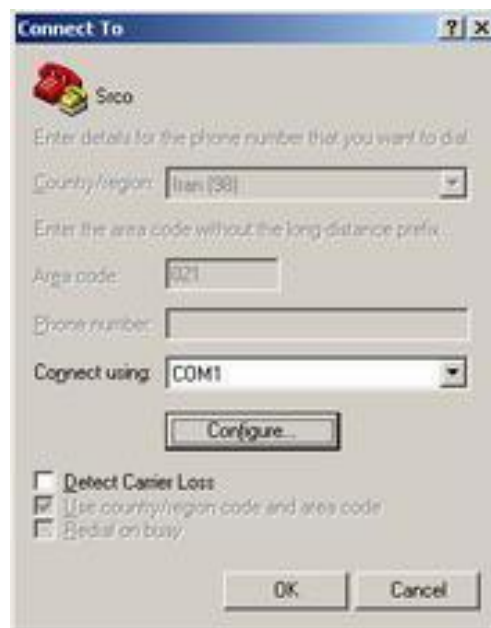 Connect To
Srco
Enter details for the phone number that you want to dial
Country/region: Iran (98)
Enter the area code without the long-distance prefix.
Area code: 021
Phone number:
Connect using: COM1
Configure...
Detect Carrier Loss
Use country/region code and area code
Redial on busy
OK Cancel